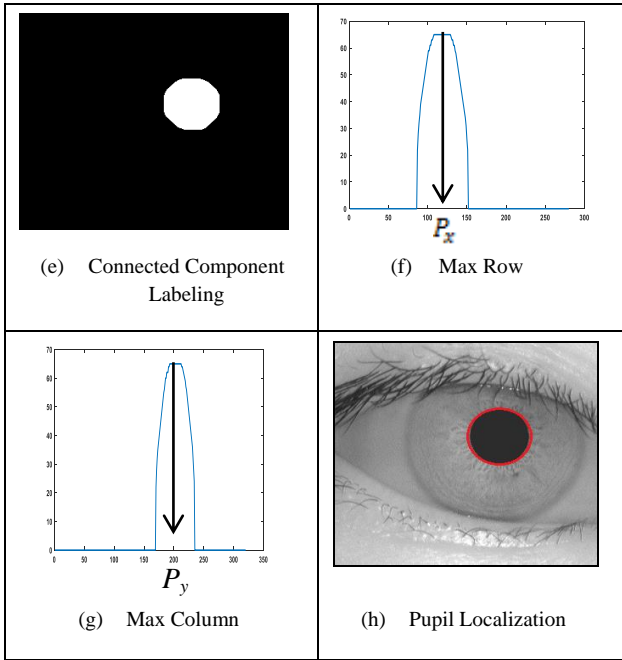 (e) Connected Component
Labeling
70
60
50
40
30
20
10
0
0 50 100 150 200 250 300
P_x
(f) Max Row
70
60
50
40
30
20
10
0
0 50 100 150 200 250 300 350
P_y
(g) Max Column
(h) Pupil Localization